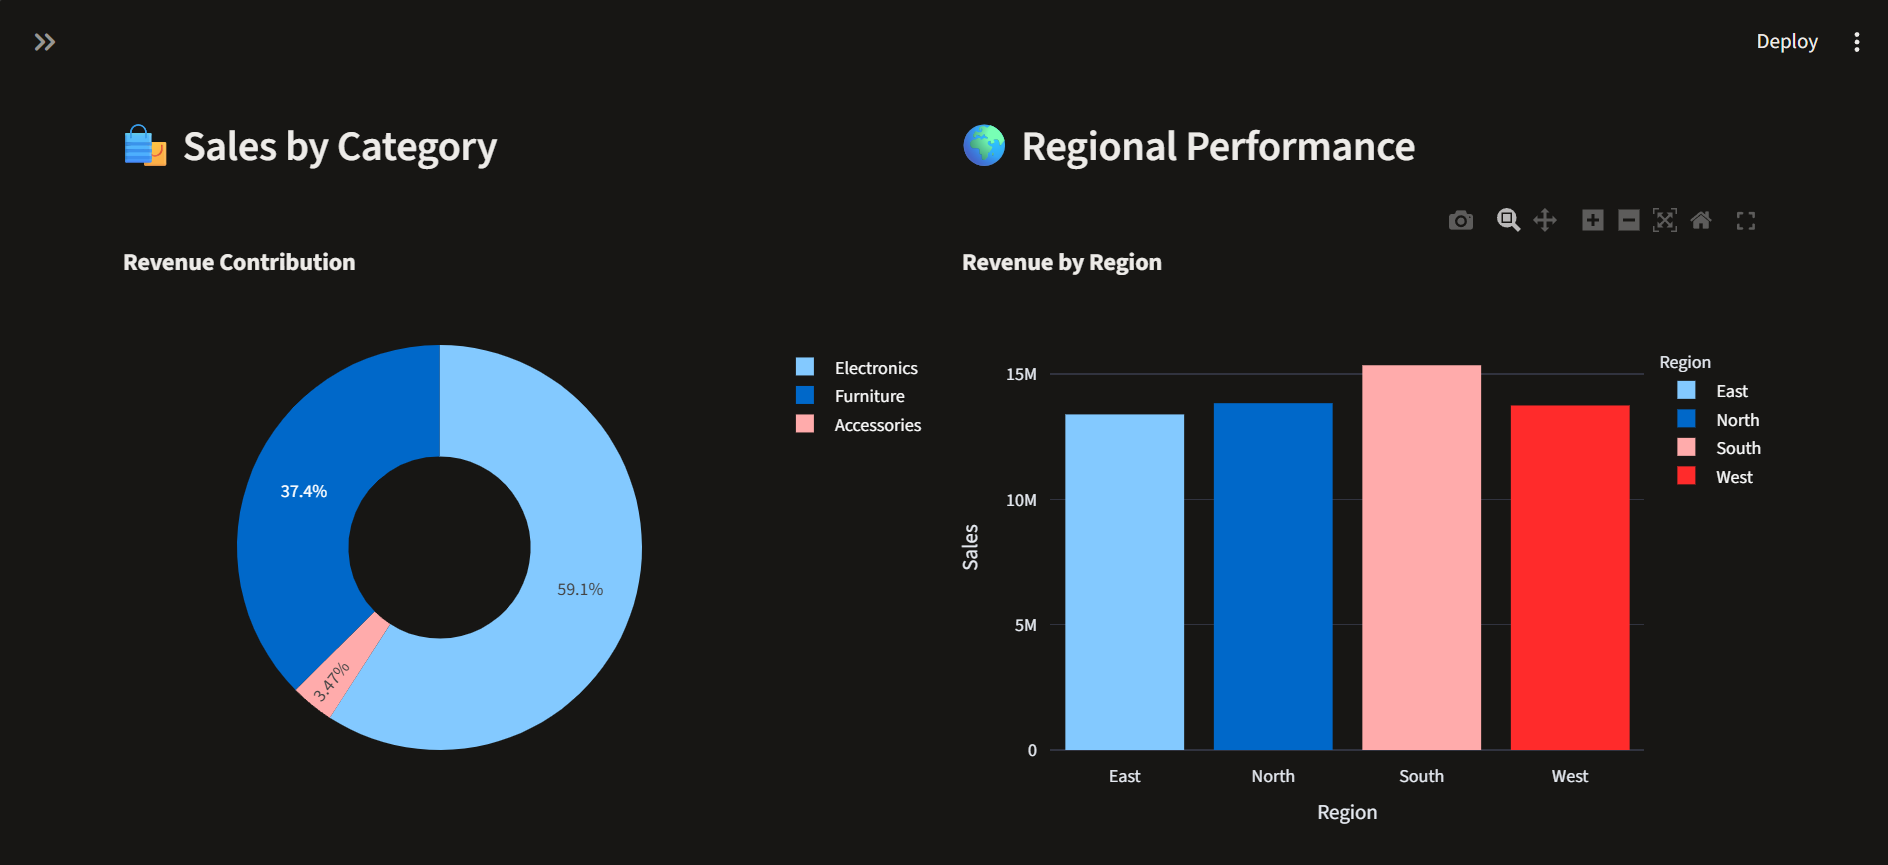 Deploy
Sales by Category
Regional Performance
Revenue Contribution
Electronics
Furniture
Accessories
37.4%
59.1%
3.47%
Revenue by Region
15M
10M
5M
0
Sales
East
North
South
West
Region
Region
East
North
South
West